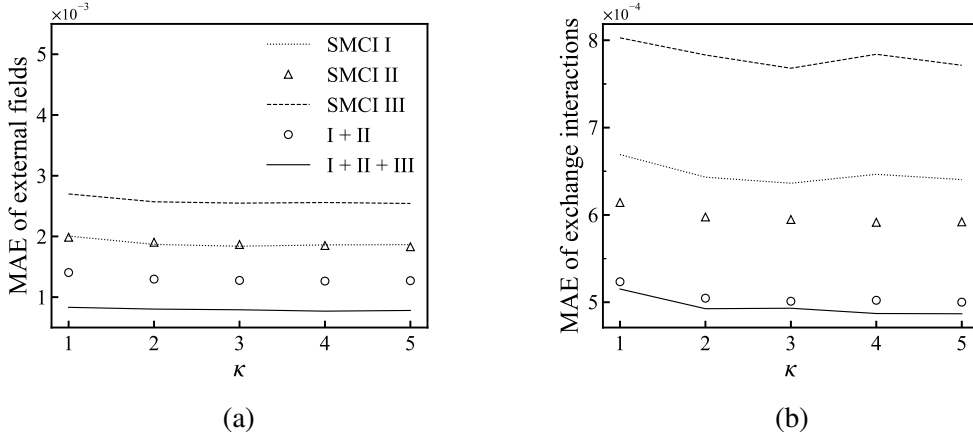 ×10⁻³
MAE of external fields
5
4
3
2
1
SMCI I
SMCI II
SMCI III
I + II
I + II + III
1 2 3 4 5
κ
(a)
×10⁻⁴
MAE of exchange interactions
8
7
6
5
1 2 3 4 5
κ
(b)